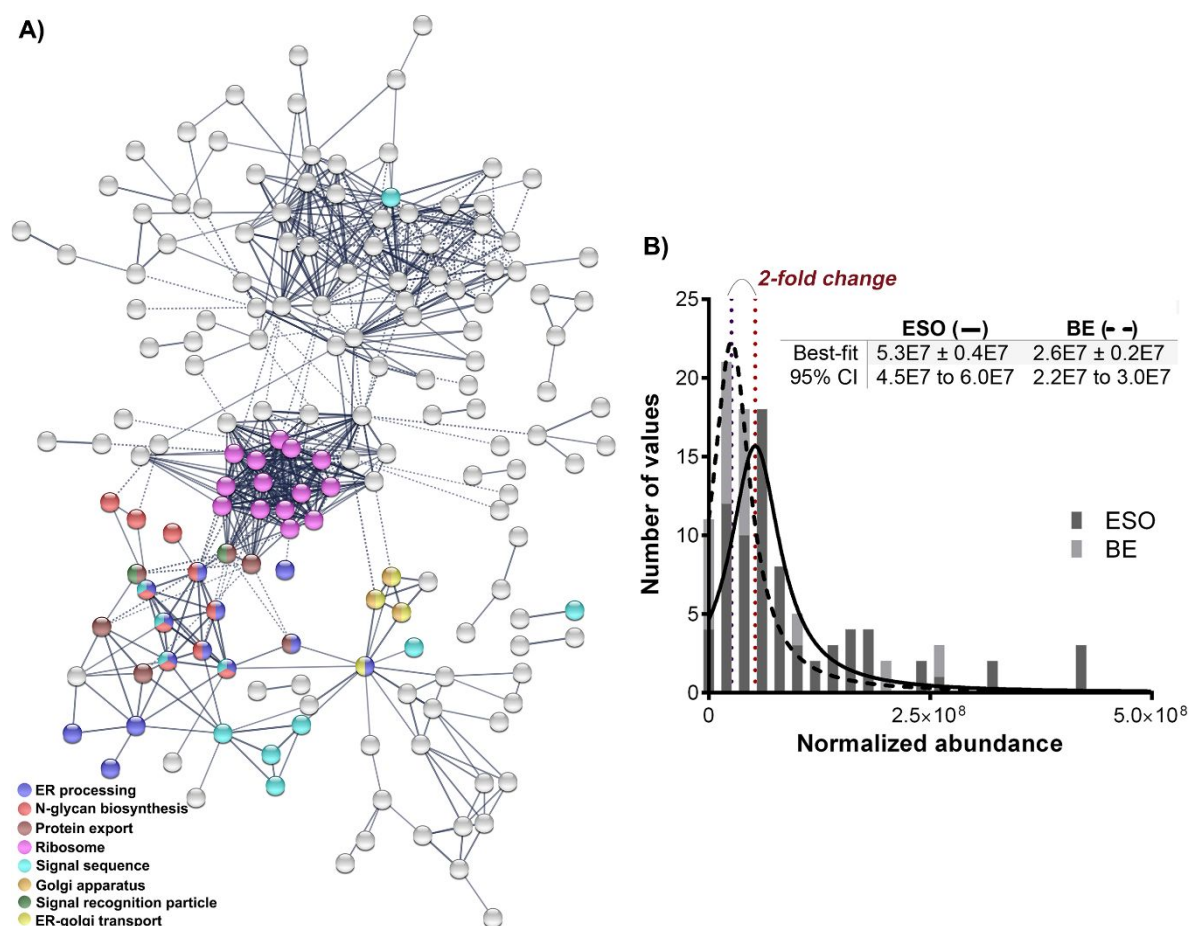 A)
ER processing
N-glycan biosynthesis
Protein export
Ribosome
Signal sequence
Golgi apparatus
Signal recognition particle
ER-golgi transport
B)
2-fold change
25
20
15
10
5
0
Number of values
ESO (—) BE (- -)
Best-fit 5.3E7 ± 0.4E7 2.6E7 ± 0.2E7
95% CI 4.5E7 to 6.0E7 2.2E7 to 3.0E7
ESO
BE
0 2.5×10⁸ 5.0×10⁸
Normalized abundance